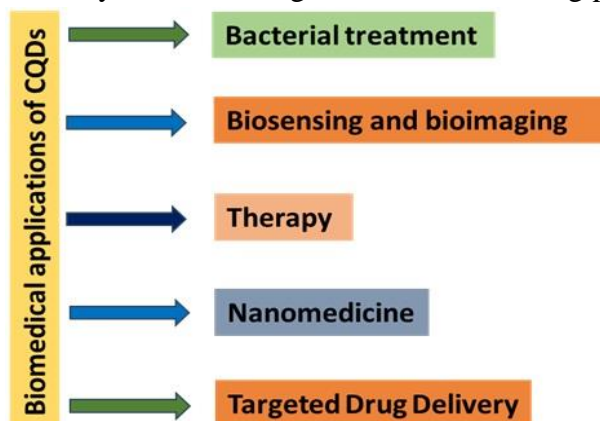 Biomedical applications of CQDs
Bacterial treatment
Biosensing and bioimaging
Therapy
Nanomedicine
Targeted Drug Delivery